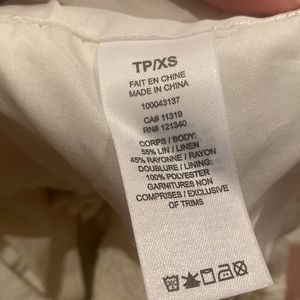 TP/XS
FAIT EN CHINE
MADE IN CHINA
100043137
CA# 11319
RN# 121340
CORPS / BODY:
55% LIN / LINEN
45% RAYONNE / RAYON
DOUBLURE / LINING:
100% POLYESTER
GARNITURES NON
COMPRISES / EXCLUSIVE
OF TRIMS